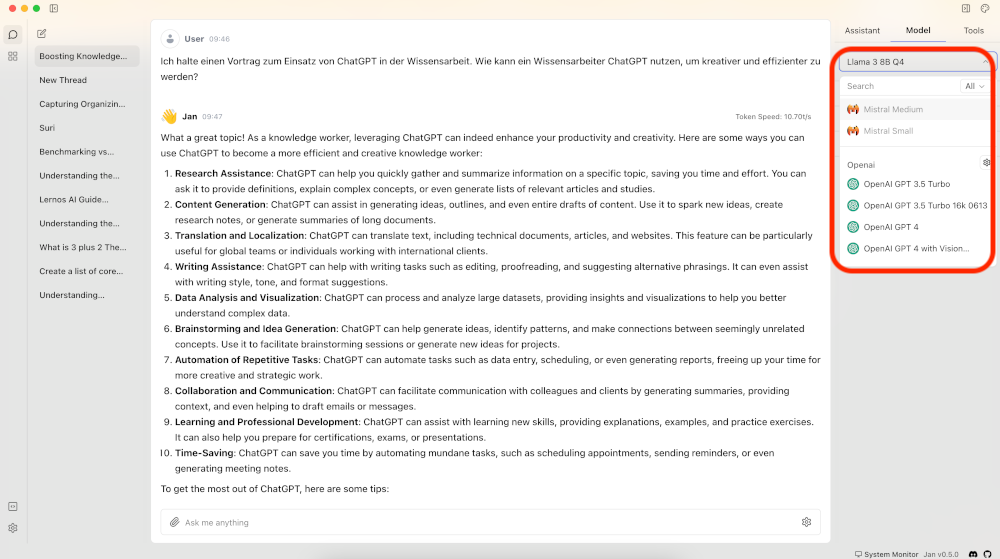 Boosting Knowledge...
New Thread
Capturing Organizin...
Suri
Benchmarking vs...
Understanding the...
Lernos AI Guide...
Understanding the...
What is 3 plus 2 The...
Create a list of core...
Understanding...
User 09:46
Ich halte einen Vortrag zum Einsatz von ChatGPT in der Wissensarbeit. Wie kann ein Wissensarbeiter ChatGPT nutzen, um kreativer und effizienter zu
werden?
Jan 09:47
Token Speed: 10.70t/s
What a great topic! As a knowledge worker, leveraging ChatGPT can indeed enhance your productivity and creativity. Here are some ways you can
use ChatGPT to become a more efficient and creative knowledge worker:
1. Research Assistance: ChatGPT can help you quickly gather and summarize information on a specific topic, saving you time and effort. You can
ask it to provide definitions, explain complex concepts, or even generate lists of relevant articles and studies.
2. Content Generation: ChatGPT can assist in generating ideas, outlines, and even entire drafts of content. Use it to spark new ideas, create
research notes, or generate summaries of long documents.
3. Translation and Localization: ChatGPT can translate text, including technical documents, articles, and websites. This feature can be particularly
useful for global teams or individuals working with international clients.
4. Writing Assistance: ChatGPT can help with writing tasks such as editing, proofreading, and suggesting alternative phrasings. It can even assist
with writing style, tone, and format suggestions.
5. Data Analysis and Visualization: ChatGPT can process and analyze large datasets, providing insights and visualizations to help you better
understand complex data.
6. Brainstorming and Idea Generation: ChatGPT can help generate ideas, identify patterns, and make connections between seemingly unrelated
concepts. Use it to facilitate brainstorming sessions or generate new ideas for projects.
7. Automation of Repetitive Tasks: ChatGPT can automate tasks such as data entry, scheduling, or even generating reports, freeing up your time for
more creative and strategic work.
8. Collaboration and Communication: ChatGPT can facilitate communication with colleagues and clients by generating summaries, providing
context, and even helping to draft emails or messages.
9. Learning and Professional Development: ChatGPT can assist with learning new skills, providing explanations, examples, and practice exercises.
It can also help you prepare for certifications, exams, or presentations.
10. Time-Saving: ChatGPT can save you time by automating mundane tasks, such as scheduling appointments, sending reminders, or even
generating meeting notes.
To get the most out of ChatGPT, here are some tips:
Ask me anything
Assistant Model Tools
Llama 3 8B Q4
Search All
Mistral Medium
Mistral Small
Openai
OpenAI GPT 3.5 Turbo
OpenAI GPT 3.5 Turbo 16k 0613
OpenAI GPT 4
OpenAI GPT 4 with Vision...
System Monitor Jan v0.5.0